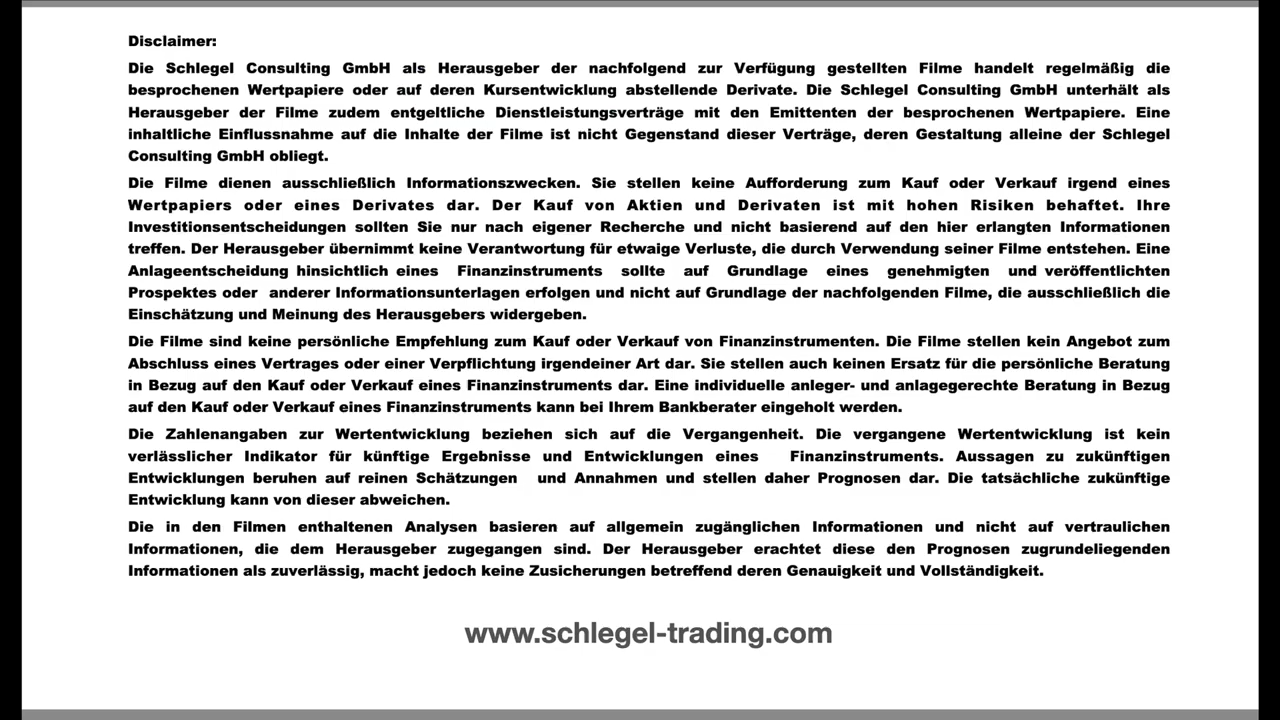 Disclaimer:
Die Schlegel Consulting GmbH als Herausgeber der nachfolgend zur Verfügung gestellten Filme handelt regelmäßig die
besprochenen Wertpapiere oder auf deren Kursentwicklung abstellende Derivate. Die Schlegel Consulting GmbH unterhält als
Herausgeber der Filme zudem entgeltliche Dienstleistungsverträge mit den Emittenten der besprochenen Wertpapiere. Eine
inhaltliche Einflussnahme auf die Inhalte der Filme ist nicht Gegenstand dieser Verträge, deren Gestaltung alleine der Schlegel
Consulting GmbH obliegt.
Die Filme dienen ausschließlich Informationszwecken. Sie stellen keine Aufforderung zum Kauf oder Verkauf irgend eines
Wertpapiers oder eines Derivates dar. Der Kauf von Aktien und Derivaten ist mit hohen Risiken behaftet. Ihre
Investitionsentscheidungen sollten Sie nur nach eigener Recherche und nicht basierend auf den hier erlangten Informationen
treffen. Der Herausgeber übernimmt keine Verantwortung für etwaige Verluste, die durch Verwendung seiner Filme entstehen. Eine
Anlageentscheidung hinsichtlich eines Finanzinstruments sollte auf Grundlage eines genehmigten und veröffentlichten
Prospektes oder anderer Informationsunterlagen erfolgen und nicht auf Grundlage der nachfolgenden Filme, die ausschließlich die
Einschätzung und Meinung des Herausgebers widergeben.
Die Filme sind keine persönliche Empfehlung zum Kauf oder Verkauf von Finanzinstrumenten. Die Filme stellen kein Angebot zum
Abschluss eines Vertrages oder einer Verpflichtung irgendeiner Art dar. Sie stellen auch keinen Ersatz für die persönliche Beratung
in Bezug auf den Kauf oder Verkauf eines Finanzinstruments dar. Eine individuelle anleger- und anlagegerechte Beratung in Bezug
auf den Kauf oder Verkauf eines Finanzinstruments kann bei Ihrem Bankberater eingeholt werden.
Die Zahlenangaben zur Wertentwicklung beziehen sich auf die Vergangenheit. Die vergangene Wertentwicklung ist kein
verlässlicher Indikator für künftige Ergebnisse und Entwicklungen eines Finanzinstruments. Aussagen zu zukünftigen
Entwicklungen beruhen auf reinen Schätzungen und Annahmen und stellen daher Prognosen dar. Die tatsächliche zukünftige
Entwicklung kann von dieser abweichen.
Die in den Filmen enthaltenen Analysen basieren auf allgemein zugänglichen Informationen und nicht auf vertraulichen
Informationen, die dem Herausgeber zugegangen sind. Der Herausgeber erachtet diese den Prognosen zugrundeliegenden
Informationen als zuverlässig, macht jedoch keine Zusicherungen betreffend deren Genauigkeit und Vollständigkeit.
www.schlegel-trading.com